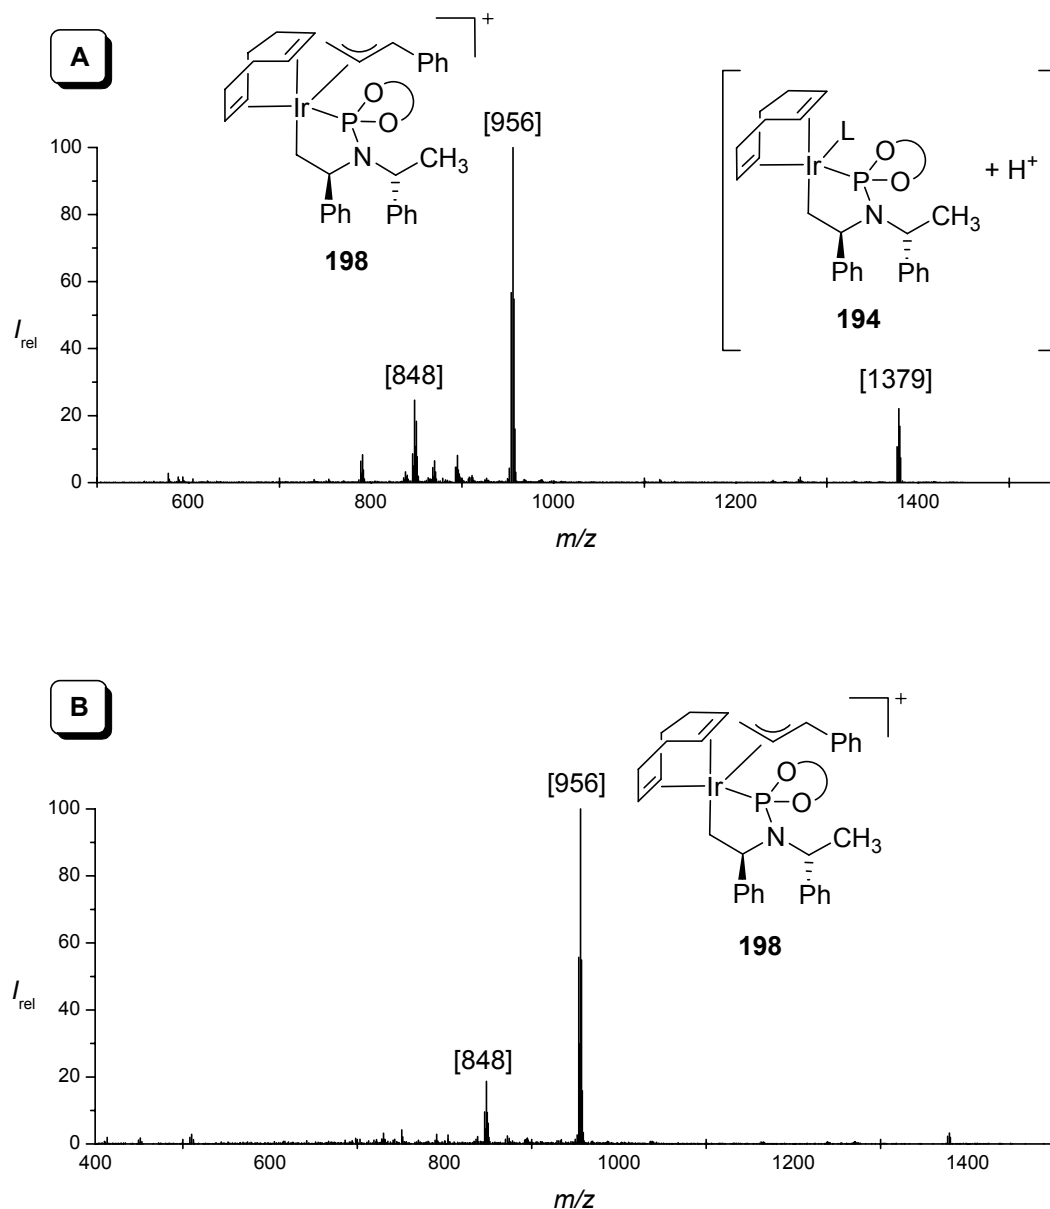 A
+
Ph
Ir
O
P
O
[956]
N
CH3
Ph
Ph
198
L
Ir
O
P
O
+ H+
N
CH3
Ph
Ph
194
100
80
60
40
20
0
Irel
[848]
[1379]
600
800
1000
1200
1400
m/z
B
+
Ph
[956]
Ir
O
P
O
N
CH3
Ph
Ph
198
100
80
60
40
20
0
Irel
[848]
400
600
800
1000
1200
1400
m/z